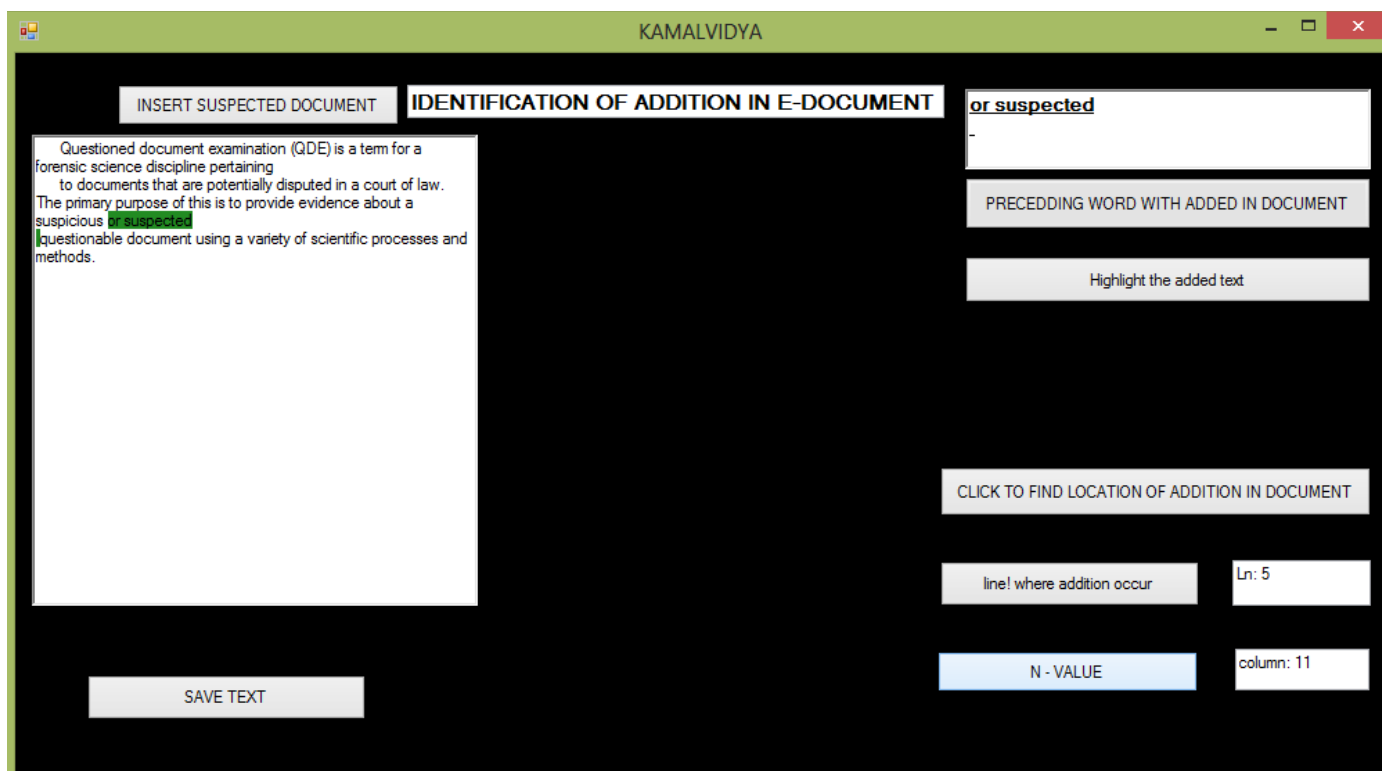 KAMALVIDYA
INSERT SUSPECTED DOCUMENT
IDENTIFICATION OF ADDITION IN E-DOCUMENT
Questioned document examination (QDE) is a term for a
forensic science discipline pertaining
to documents that are potentially disputed in a court of law.
The primary purpose of this is to provide evidence about a
suspicious or suspected
questionable document using a variety of scientific processes and
methods.
SAVE TEXT
or suspected
PRECEDDING WORD WITH ADDED IN DOCUMENT
Highlight the added text
CLICK TO FIND LOCATION OF ADDITION IN DOCUMENT
line! where addition occur
Ln: 5
N - VALUE
column: 11